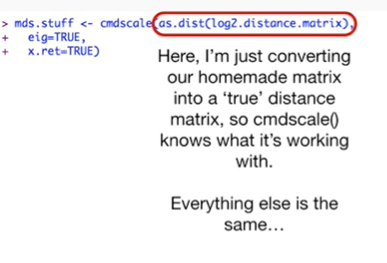 > mds.stuff <- cmdscale(as.dist(log2.distance.matrix),
+ eig=TRUE,
+ x.ret=TRUE)
Here, I'm just converting
our homemade matrix
into a 'true' distance
matrix, so cmdscale()
knows what it's working
with.
Everything else is the
same…